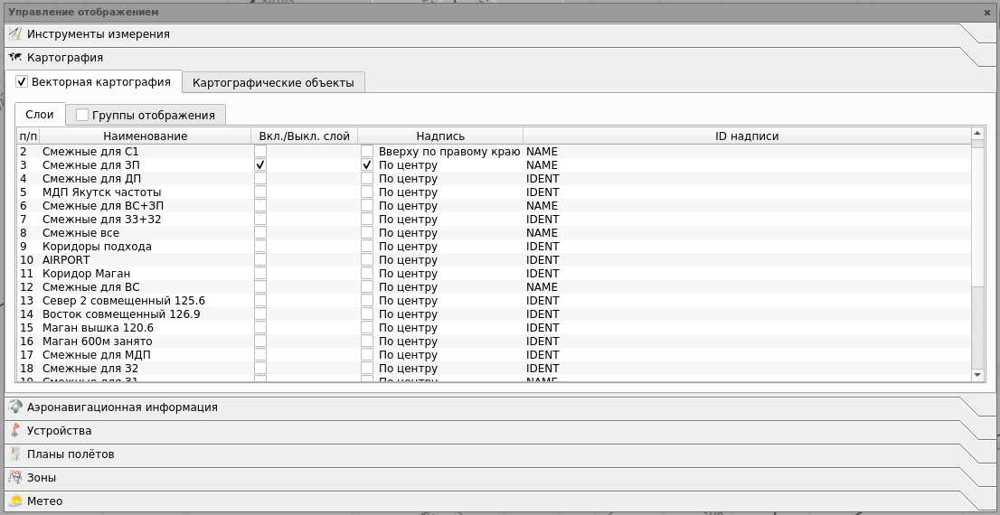 Управление отображением
Инструменты измерения
Картография
Векторная картография Картографические объекты
Слои Группы отображения
п/п Наименование Вкл./Выкл. слой Надпись ID надписи
2 Смежные для С1 Вверху по правому краю NAME
3 Смежные для ЗП По центру NAME
4 Смежные для ДП По центру IDENT
5 МДП Якутск частоты По центру IDENT
6 Смежные для ВС+ЗП По центру NAME
7 Смежные для З3+З2 По центру IDENT
8 Смежные все По центру NAME
9 Коридоры подхода По центру IDENT
10 AIRPORT По центру IDENT
11 Коридор Маган По центру IDENT
12 Смежные для ВС По центру NAME
13 Север 2 совмещенный 125.6 По центру IDENT
14 Восток совмещенный 126.9 По центру IDENT
15 Маган вышка 120.6 По центру IDENT
16 Маган 600м занято По центру IDENT
17 Смежные для МДП По центру IDENT
18 Смежные для З2 По центру IDENT
19 Смежные для З1 По центру NAME
Аэронавигационная информация
Устройства
Планы полётов
Зоны
Метео